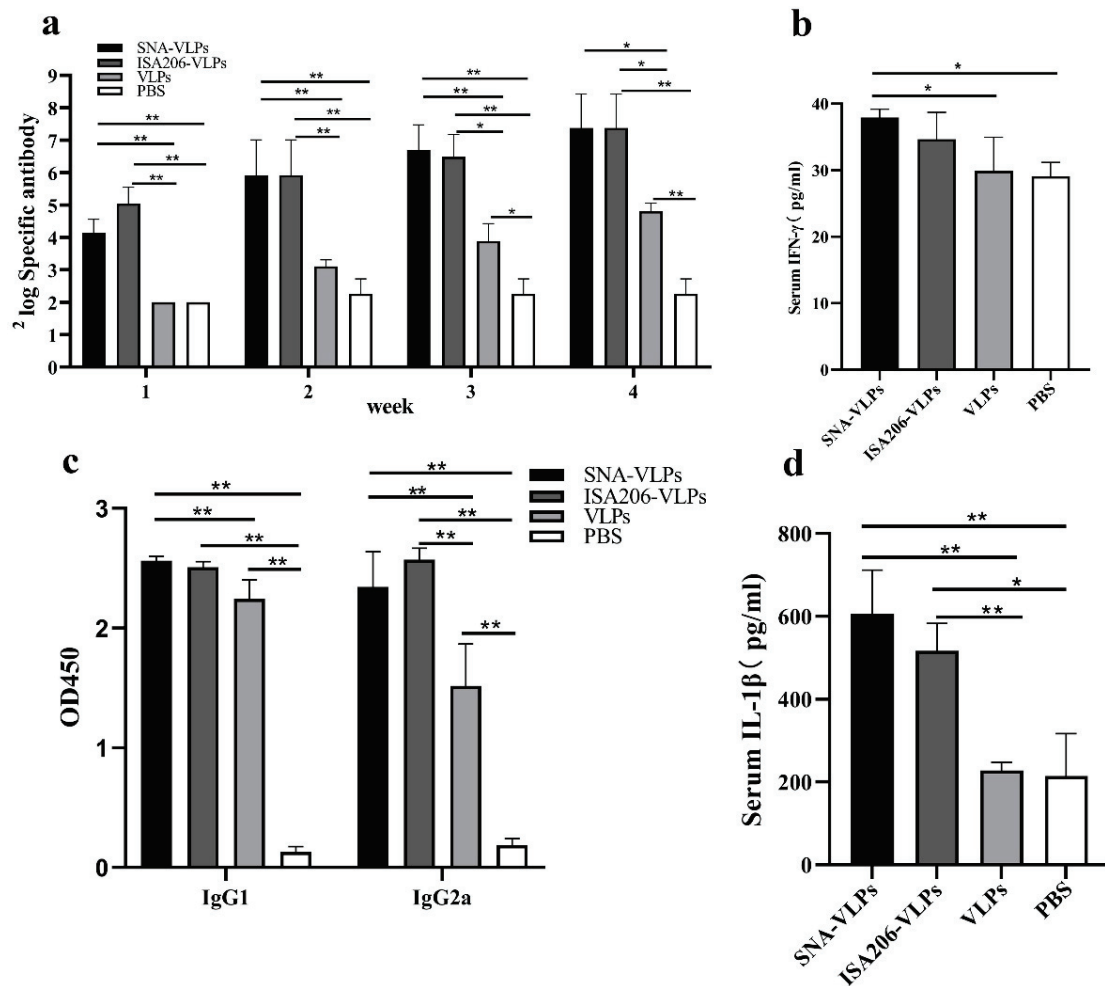 a
SNA-VLPs
ISA206-VLPs
VLPs
PBS
2 log Specific antibody
9
8
7
6
5
4
3
2
1
0
** ** ** **
** ** ** **
** ** ** * *
* * ** **
1 2 3 4
week
b
Serum IFN-γ( pg/ml)
40
30
20
10
0
*
*
SNA-VLPs ISA206-VLPs VLPs PBS
c
SNA-VLPs
ISA206-VLPs
VLPs
PBS
OD450
3
2
1
0
** ** ** **
** ** ** ** **
IgG1 IgG2a
d
Serum IL-1β( pg/ml)
800
600
400
200
0
**
**
*
**
SNA-VLPs ISA206-VLPs VLPs PBS